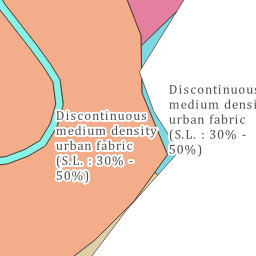 Discontinuous
medium density
urban fabric
(S.L. : 30% -
50%)
Discontinuous
medium densi
urban fabric
(S.L. : 30% -
50%)